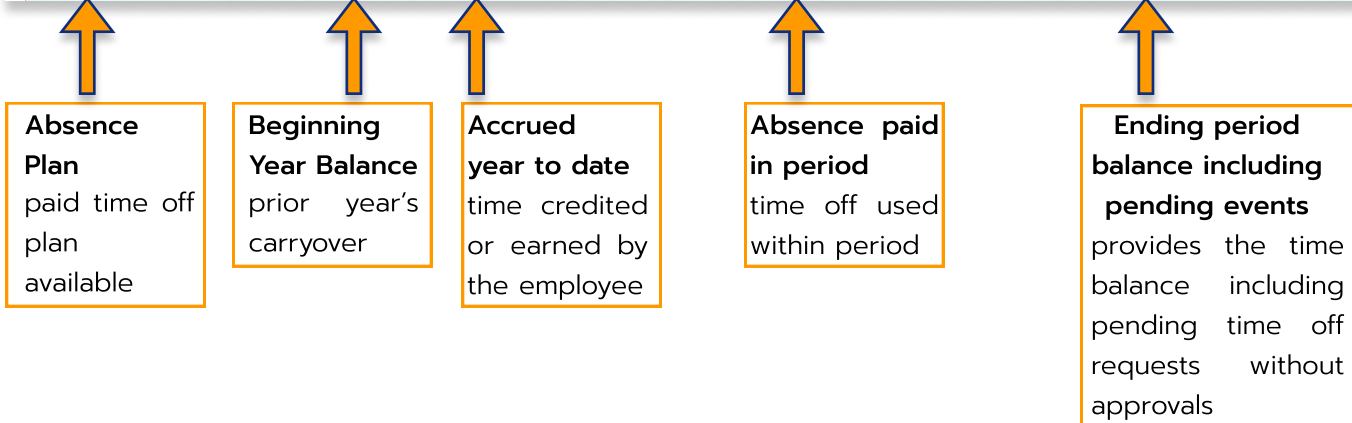 Absence
Plan
paid time off
plan
available
Beginning
Year Balance
prior year’s
carryover
Accrued
year to date
time credited
or earned by
the employee
Absence paid
in period
time off used
within period
Ending period
balance including
pending events
provides the time
balance including
pending time off
requests without
approvals